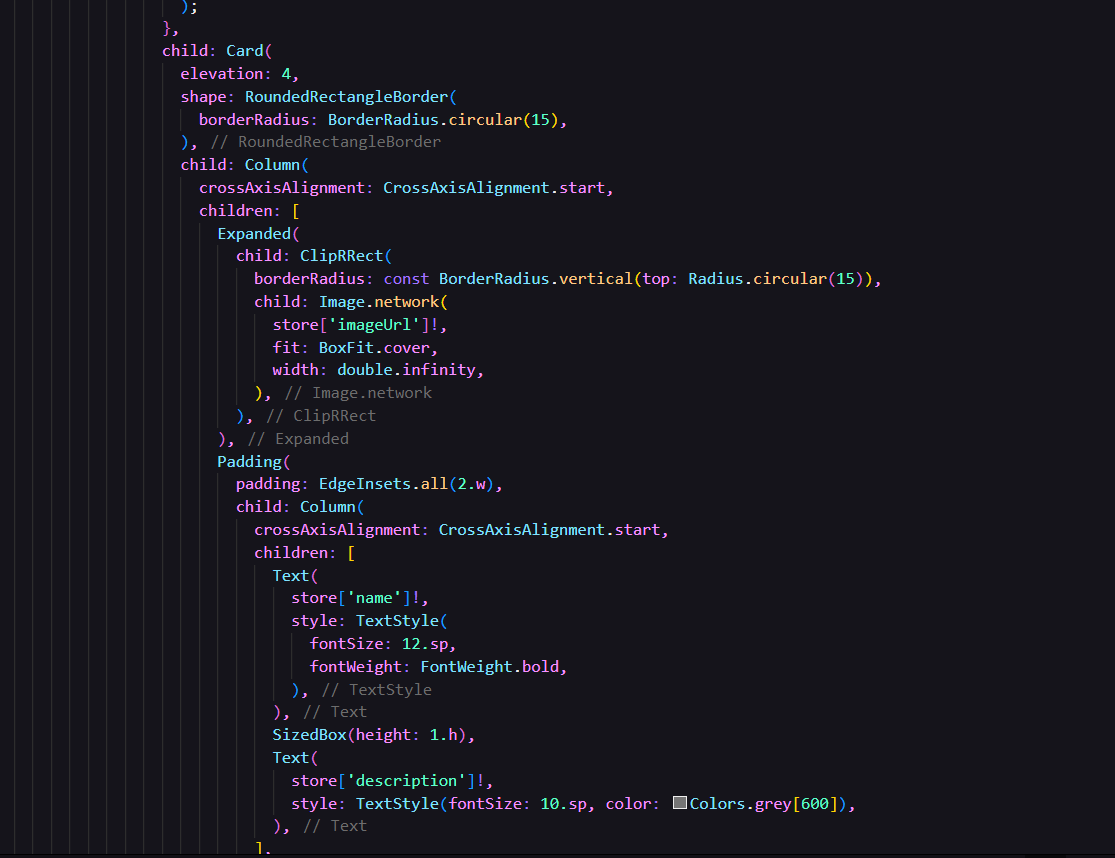 );
},
child: Card(
elevation: 4,
shape: RoundedRectangleBorder(
borderRadius: BorderRadius.circular(15),
), // RoundedRectangleBorder
child: Column(
crossAxisAlignment: CrossAxisAlignment.start,
children: [
Expanded(
child: ClipRRect(
borderRadius: const BorderRadius.vertical(top: Radius.circular(15)),
child: Image.network(
store['imageUrl']!,
fit: BoxFit.cover,
width: double.infinity,
), // Image.network
), // ClipRRect
), // Expanded
Padding(
padding: EdgeInsets.all(2.w),
child: Column(
crossAxisAlignment: CrossAxisAlignment.start,
children: [
Text(
store['name']!,
style: TextStyle(
fontSize: 12.sp,
fontWeight: FontWeight.bold,
), // TextStyle
), // Text
SizedBox(height: 1.h),
Text(
store['description']!,
style: TextStyle(fontSize: 10.sp, color: Colors.grey[600]),
), // Text
],